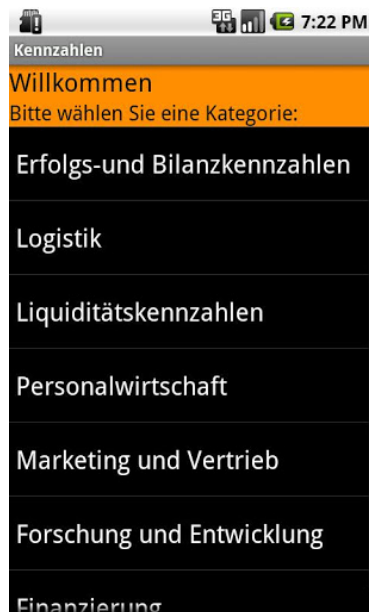 3G 7:22 PM
Kennzahlen
Willkommen
Bitte wählen Sie eine Kategorie:
Erfolgs-und Bilanzkennzahlen
Logistik
Liquiditätskennzahlen
Personalwirtschaft
Marketing und Vertrieb
Forschung und Entwicklung
Finanzierung